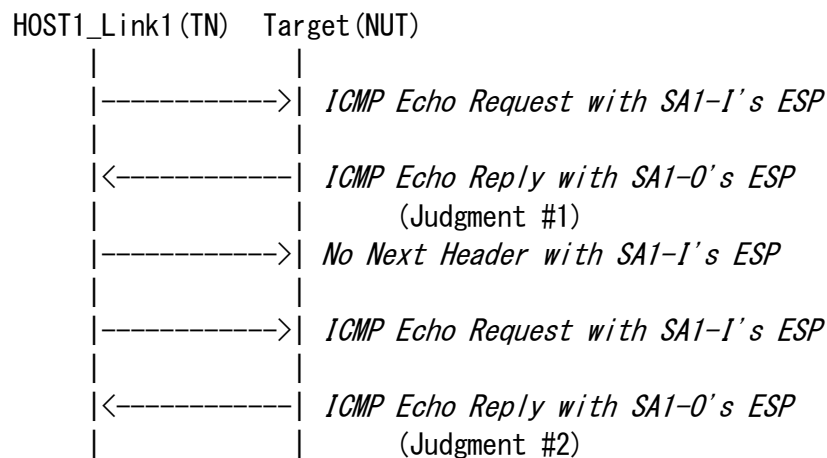 HOST1_Link1(TN) Target(NUT)
| |
|------------->| ICMP Echo Request with SA1-I's ESP
| |
|<-------------| ICMP Echo Reply with SA1-O's ESP
| | (Judgment #1)
|------------->| No Next Header with SA1-I's ESP
| |
|------------->| ICMP Echo Request with SA1-I's ESP
| |
|<-------------| ICMP Echo Reply with SA1-O's ESP
| | (Judgment #2)